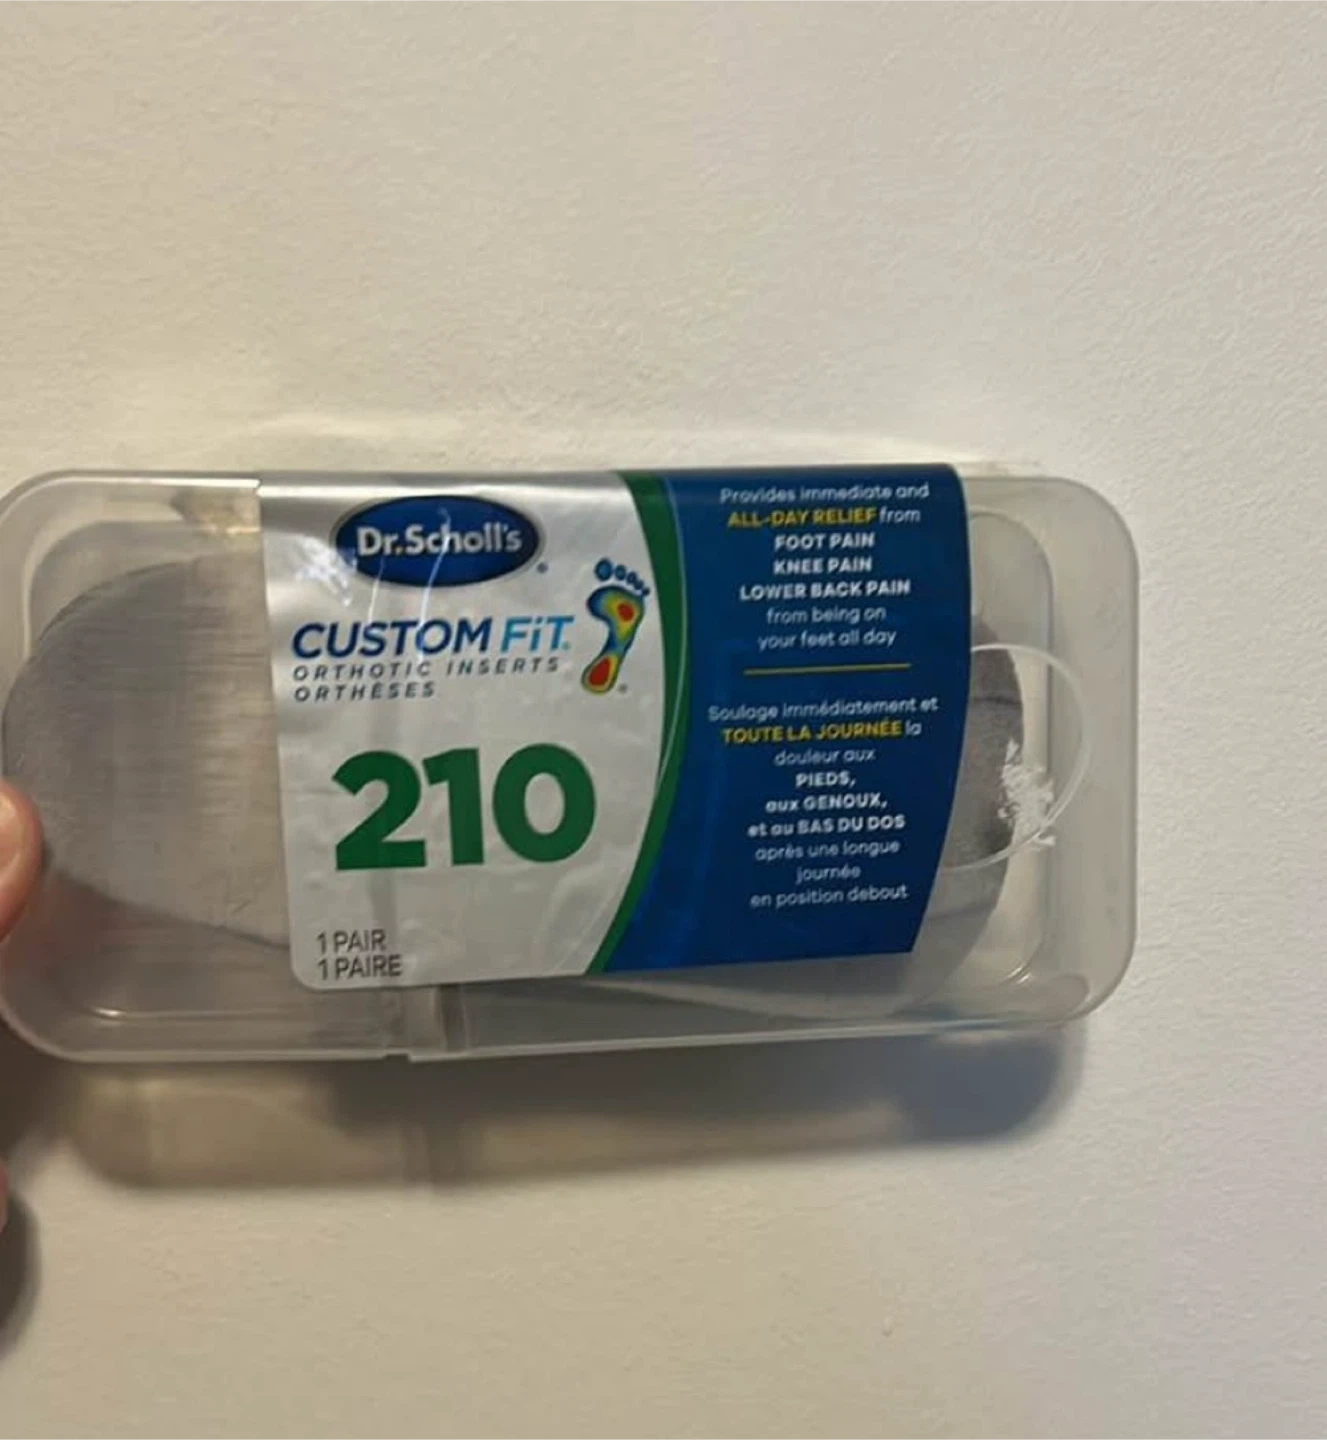 Dr.Scholl's
CUSTOM FiT
ORTHOTIC INSERTS
ORTHÈSES
210
1 PAIR
1 PAIRE
Provides immediate and
ALL-DAY RELIEF from
FOOT PAIN
KNEE PAIN
LOWER BACK PAIN
from being on
your feet all day
Soulage immédiatement et
TOUTE LA JOURNÉE la
douleur aux
PIEDS,
aux GENOUX,
et au BAS DU DOS
après une longue
journée
en position debout